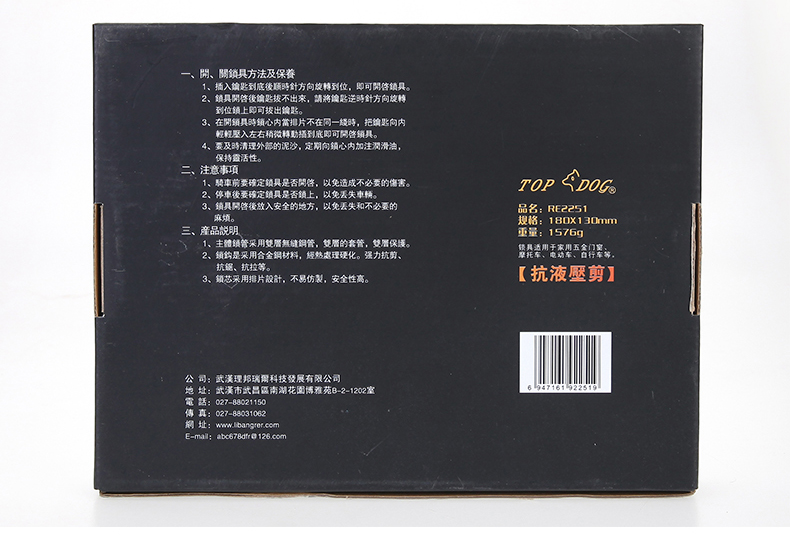 一、開、關鎖具方法及保養
1、插入鑰匙到底後順時針方向旋轉到位，即可開啓鎖具。
2、鎖具開啓後鑰匙拔不出來，請將鑰匙逆時針方向旋轉
到位鎖上即可拔出鑰匙。
3、在開鎖具時鎖心内當排片不在同一綫時，把鑰匙向内
輕輕壓入左右稍微轉動插到底即可開啓鎖具。
4、要及時清理外部的泥沙，定期向鎖心内加注潤滑油，
保持靈活性。
二、注意事項
1、騎車前要確定鎖具是否開啓，以免造成不必要的傷害。
2、停車後要確定鎖具是否鎖上，以免丢失車輛。
3、鎖具開啓後放入安全的地方，以免丢失和不必要的
麻煩。
三、産品説明
1、主體鎖管采用雙層無縫鋼管，雙層的套管，雙層保護。
2、鎖鈎是采用合金鋼材料，經熱處理硬化。强力抗剪、
抗鋸、抗拉等。
3、鎖芯采用排片設計，不易仿製，安全性高。
公 司：武漢理邦瑞爾科技發展有限公司
地 址：武漢市武昌區南湖花園博雅苑B-2-1202室
電 話：027-88021150
傳 真：027-88031062
網 址：www.libangrer.com
E-mail：abc678dfr@126.com
TOP DOG®
品名：RE2251
规格：180X130mm
重量：1576g
锁具适用于家用五金门窗、
摩托车、电动车、自行车等。
【抗液壓剪】
6 947161 922519